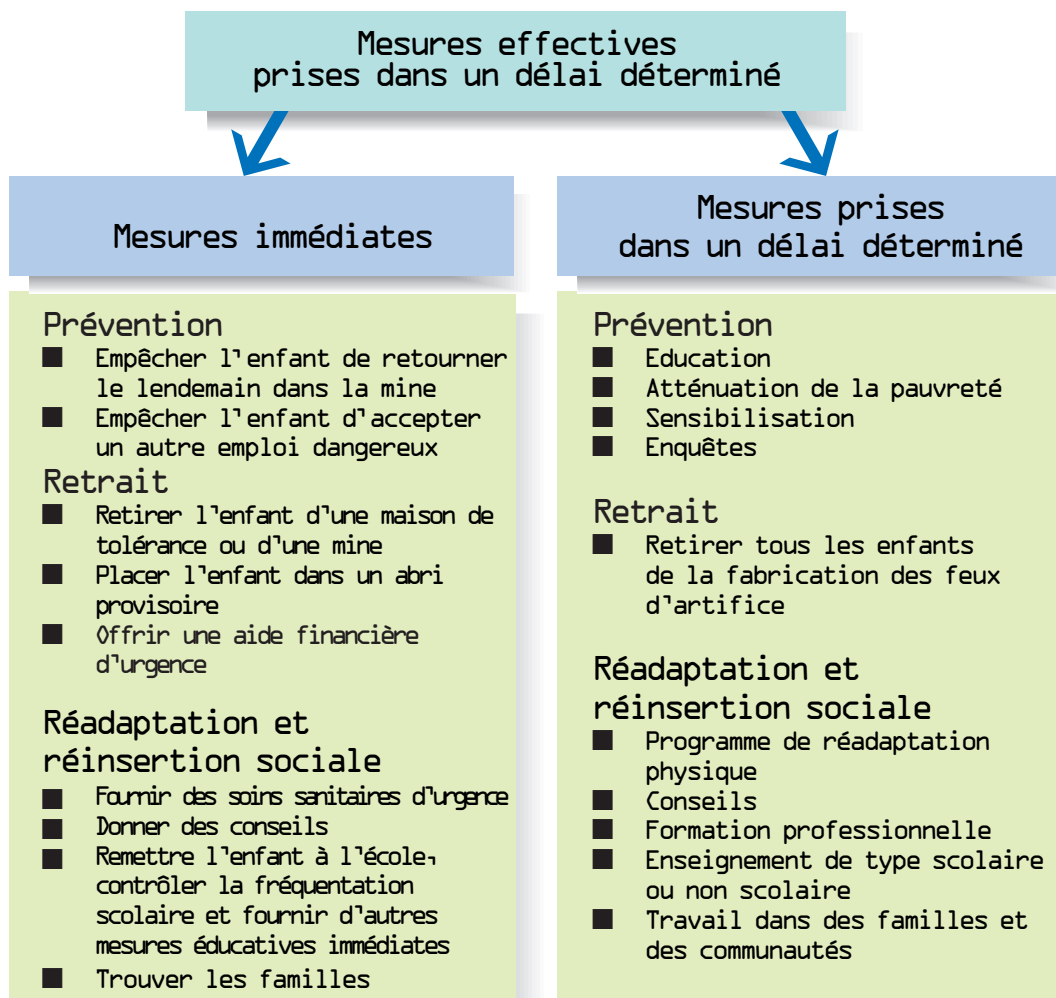 Mesures effectives
prises dans un délai déterminé
Mesures immédiates
Prévention
■ Empêcher l'enfant de retourner
le lendemain dans la mine
■ Empêcher l'enfant d'accepter
un autre emploi dangereux
Retrait
■ Retirer l'enfant d'une maison de
tolérance ou d'une mine
■ Placer l'enfant dans un abri
provisoire
■ Offrir une aide financière
d'urgence
Réadaptation et
réinsertion sociale
■ Fournir des soins sanitaires d'urgence
■ Donner des conseils
■ Remettre l'enfant à l'école,
contrôler la fréquentation
scolaire et fournir d'autres
mesures éducatives immédiates
■ Trouver les familles
Mesures prises
dans un délai déterminé
Prévention
■ Education
■ Atténuation de la pauvreté
■ Sensibilisation
■ Enquêtes
Retrait
■ Retirer tous les enfants
de la fabrication des feux
d'artifice
Réadaptation et
réinsertion sociale
■ Programme de réadaptation
physique
■ Conseils
■ Formation professionnelle
■ Enseignement de type scolaire
ou non scolaire
■ Travail dans des familles et
des communautés